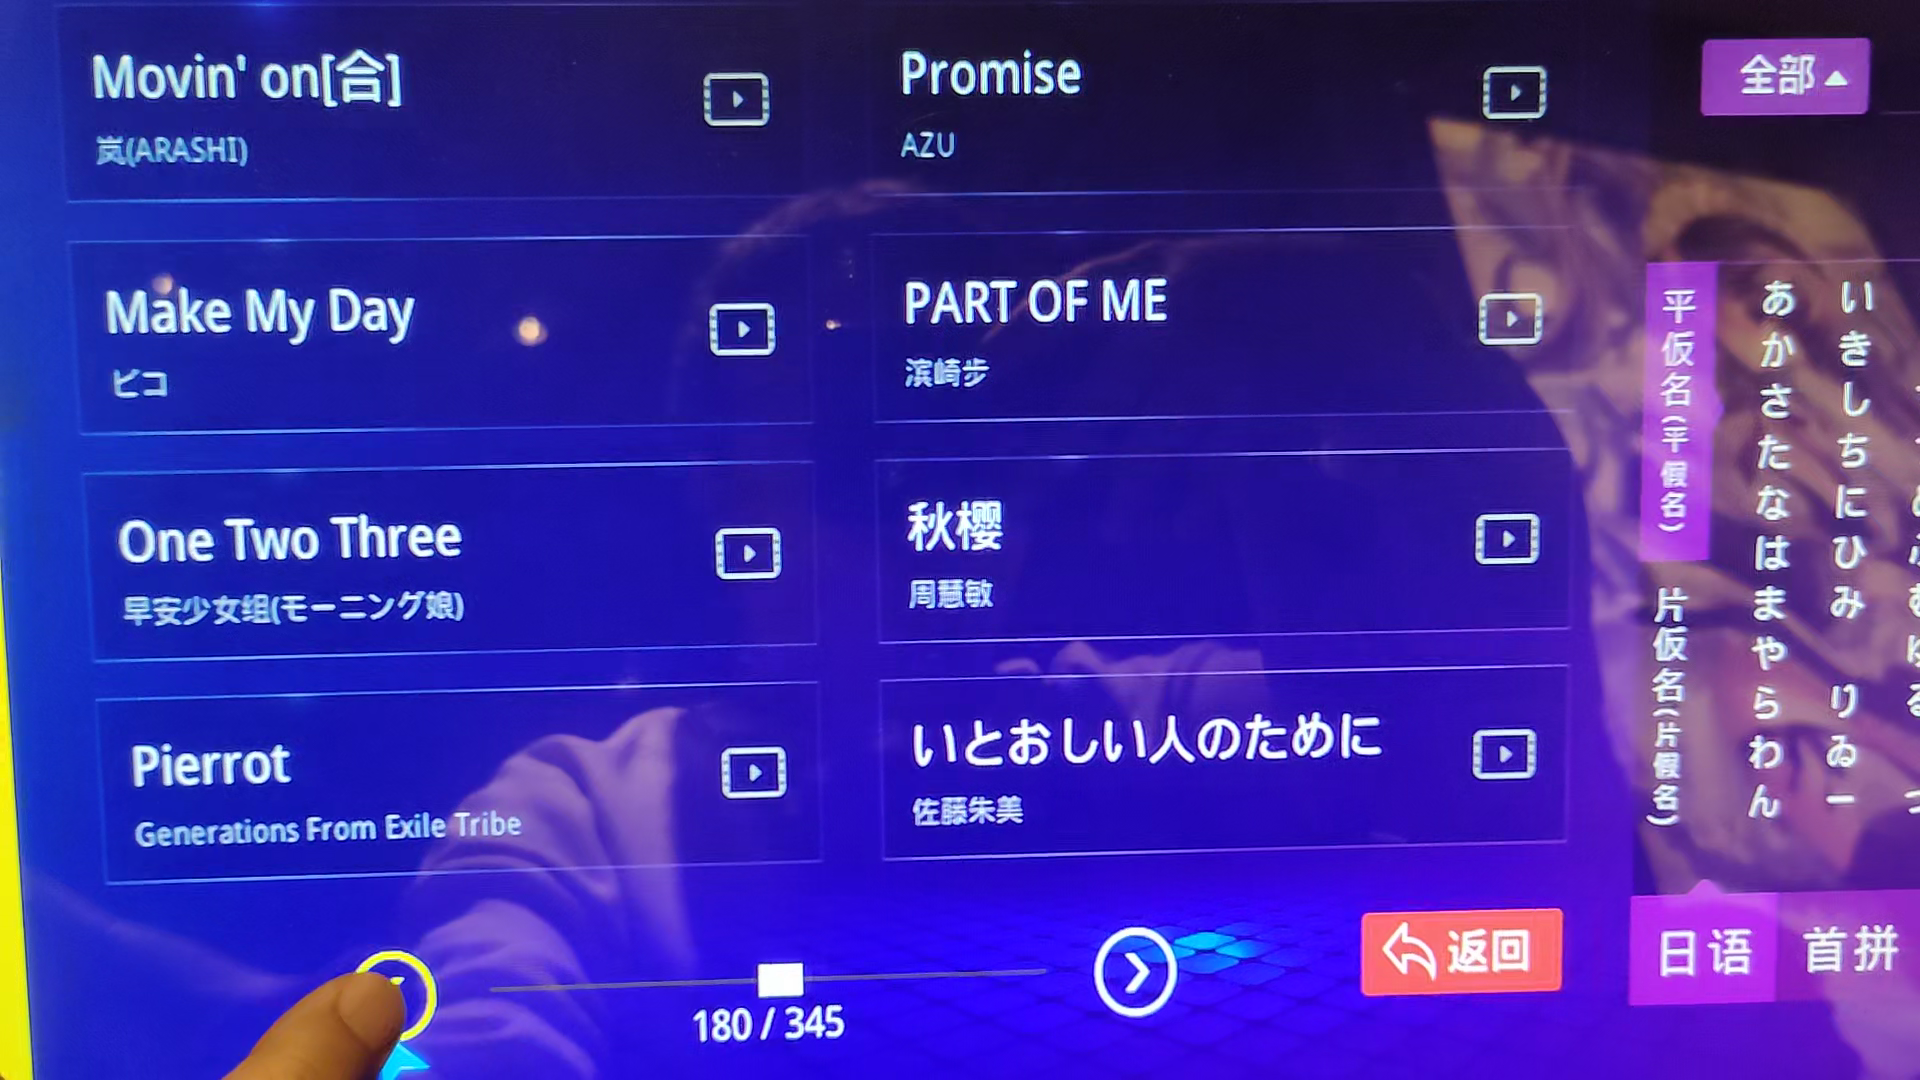 Movin' on[合]
岚(ARASHI)
Promise
AZU
Make My Day
ピコ
PART OF ME
滨崎步
One Two Three
早安少女组(モーニング娘)
秋樱
周慧敏
Pierrot
Generations From Exile Tribe
いとおしい人のために
佐藤朱美
180 / 345
返回
全部
平仮名(平假名)
片仮名(片假名)
あかさたなはまやらわん
いきしちにひみ りゐー
日语
首拼